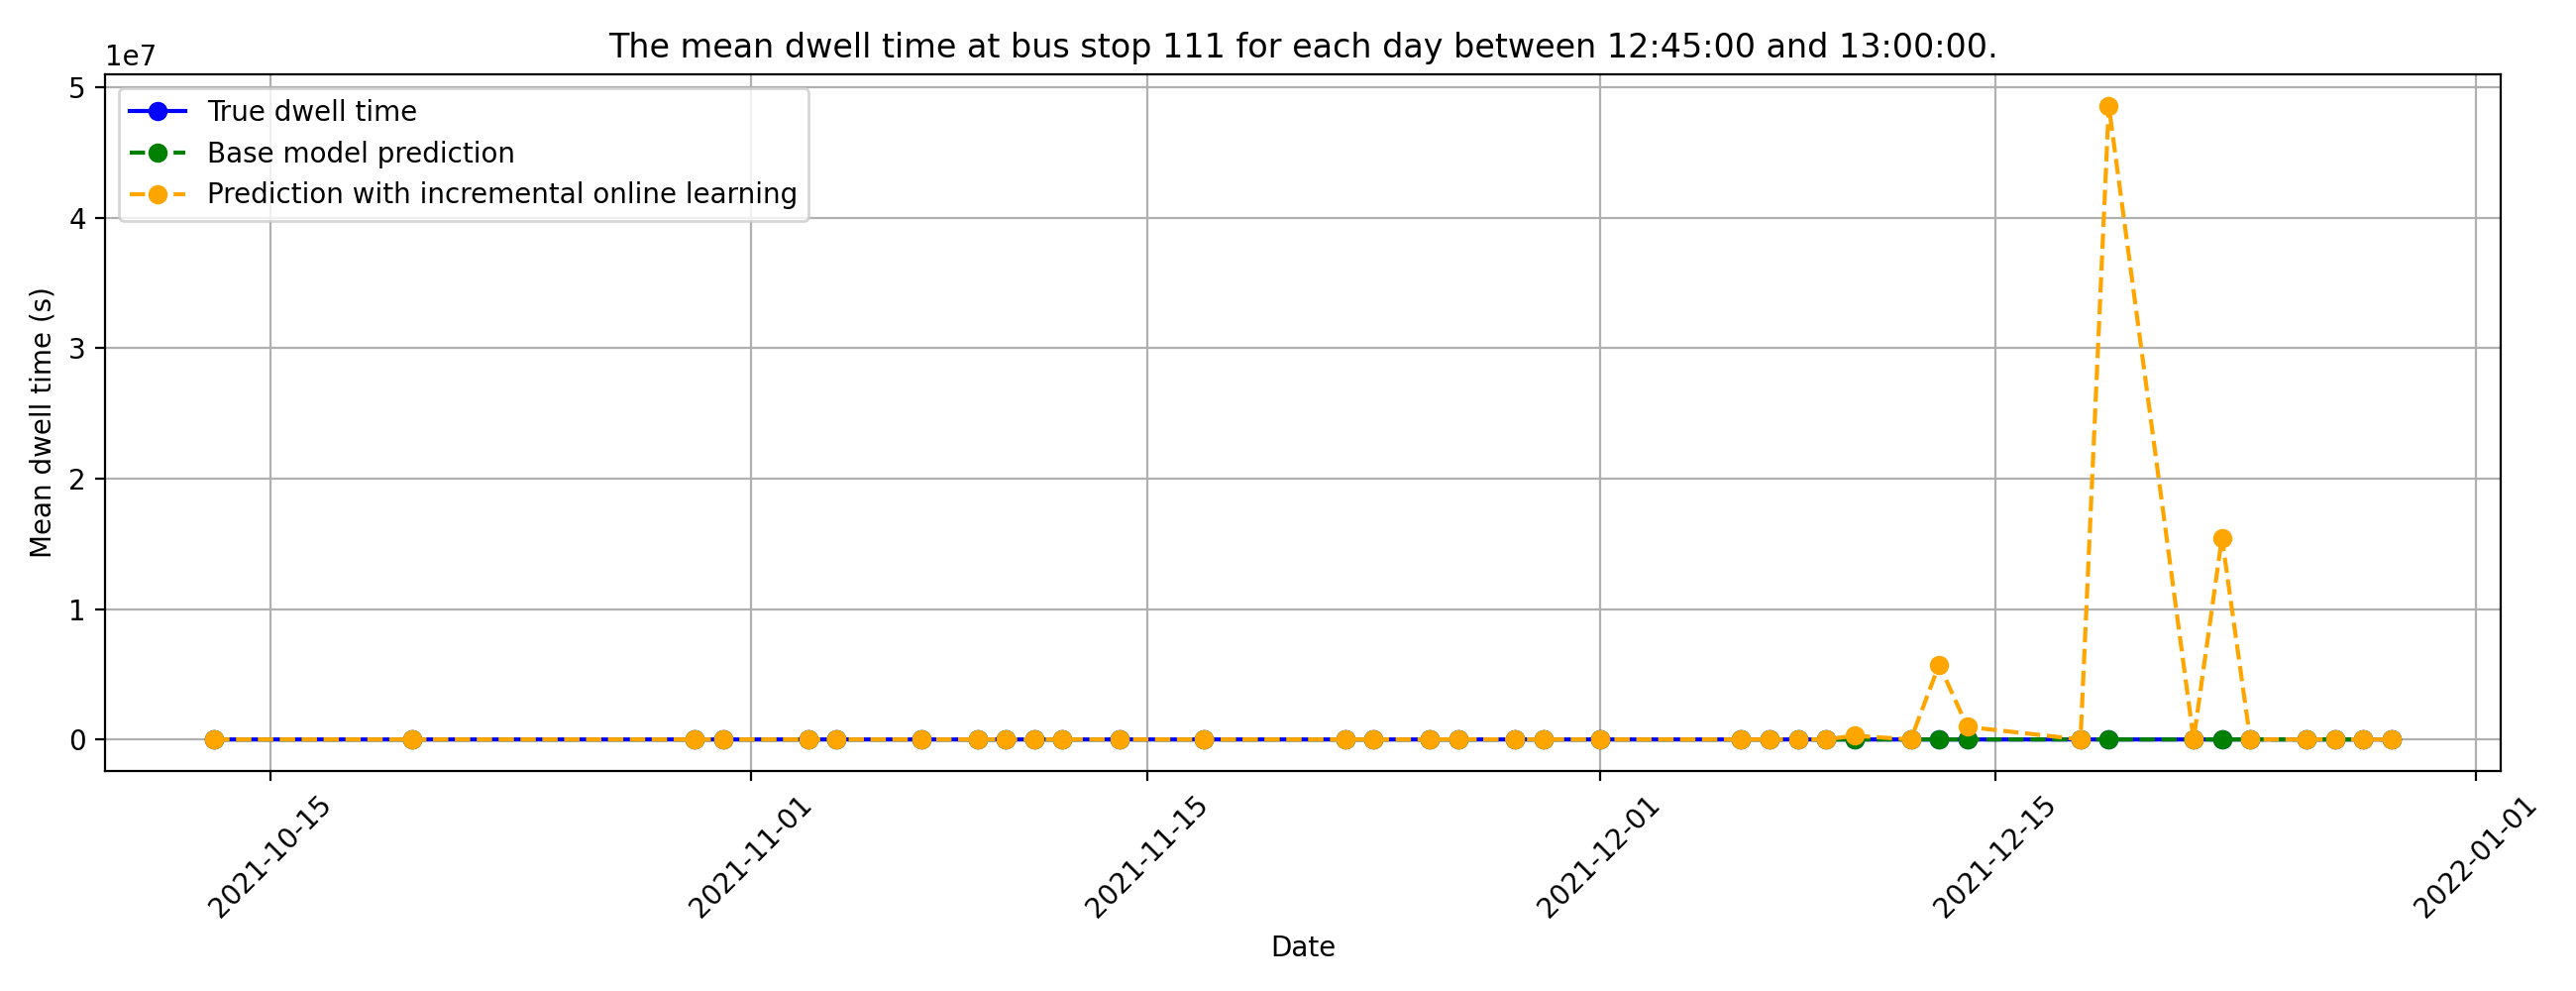 The mean dwell time at bus stop 111 for each day between 12:45:00 and 13:00:00.
1e7
5
4
3
2
1
0
Mean dwell time (s)
True dwell time
Base model prediction
Prediction with incremental online learning
2021-10-15
2021-11-01
2021-11-15
2021-12-01
2021-12-15
2022-01-01
Date